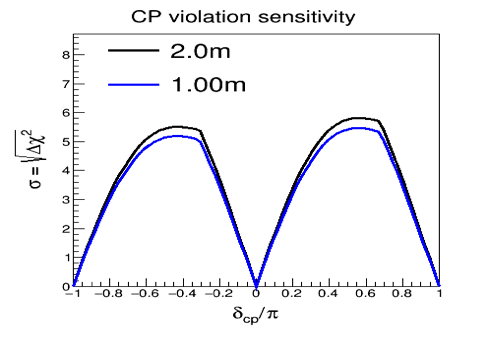 CP violation sensitivity
2.0m
1.00m
σ = √Δχ²
8
7
6
5
4
3
2
1
0
−1 −0.8 −0.6 −0.4 −0.2 0 0.2 0.4 0.6 0.8 1
δcp/π